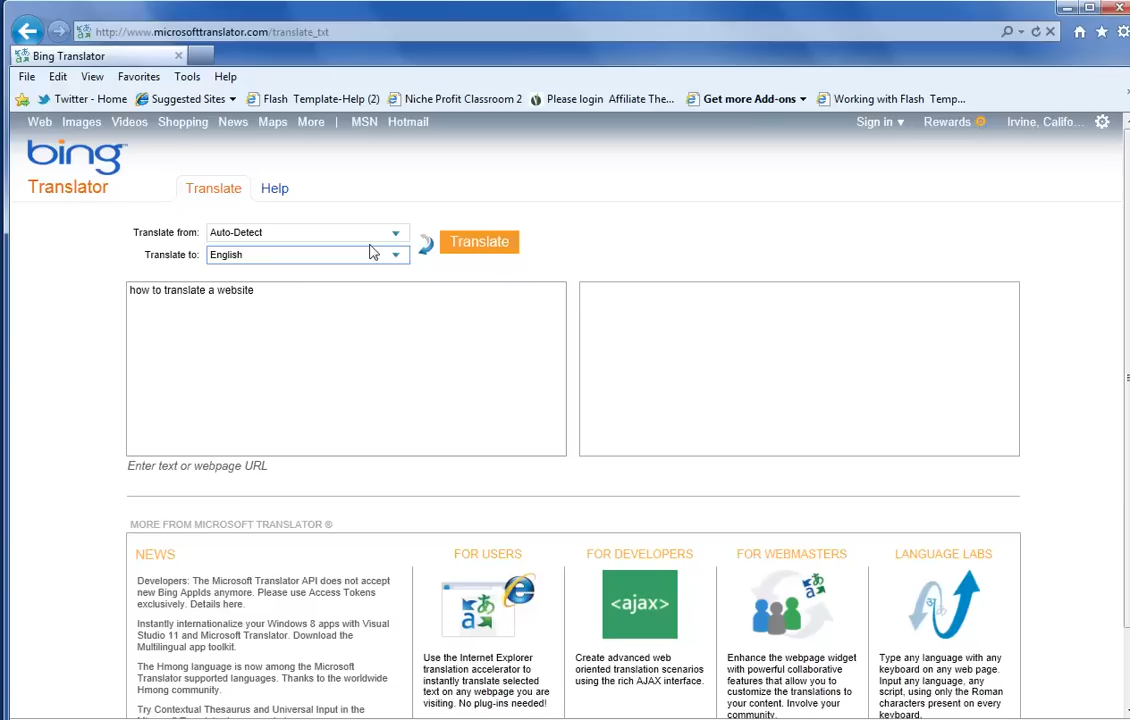 http://www.microsofttranslator.com/translate_txt
Bing Translator
File Edit View Favorites Tools Help
Twitter - Home Suggested Sites Flash Template-Help (2) Niche Profit Classroom 2 Please login Affiliate The... Get more Add-ons Working with Flash Temp...
Web Images Videos Shopping News Maps More | MSN Hotmail Sign in Rewards Irvine, Califo...
bing
Translator Translate Help
Translate from: Auto-Detect
Translate to: English
Translate
how to translate a website
Enter text or webpage URL
MORE FROM MICROSOFT TRANSLATOR ®
NEWS
Developers: The Microsoft Translator API does not accept
new Bing AppIds anymore. Please use Access Tokens
exclusively. Details here.
Instantly internationalize your Windows 8 apps with Visual
Studio 11 and Microsoft Translator. Download the
Multilingual app toolkit.
The Hmong language is now among the Microsoft
Translator supported languages. Thanks to the worldwide
Hmong community.
Try Contextual Thesaurus and Universal Input in the
FOR USERS
Use the Internet Explorer
translation accelerator to
instantly translate selected
text on any webpage you are
visiting. No plug-ins needed!
FOR DEVELOPERS
<ajax>
Create advanced web
oriented translation scenarios
using the rich AJAX interface.
FOR WEBMASTERS
Enhance the webpage widget
with powerful collaborative
features that allow you to
customize the translations to
your content. Involve your
community.
LANGUAGE LABS
Type any language with any
keyboard on any web page.
Input any language, any
script, using only the Roman
characters present on every
keyboard.